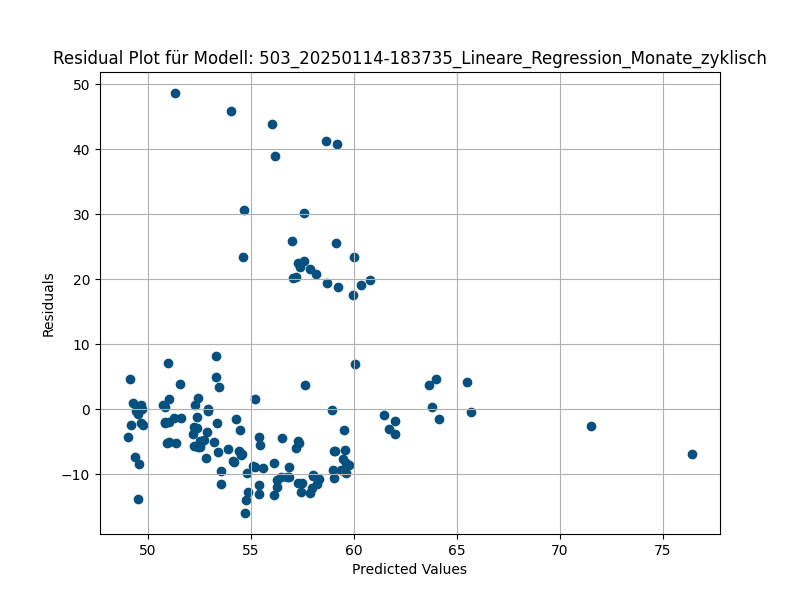 Residual Plot für Modell: 503_20250114-183735_Lineare_Regression_Monate_zyklisch
50
40
30
20
10
0
−10
Residuals
50 55 60 65 70 75
Predicted Values